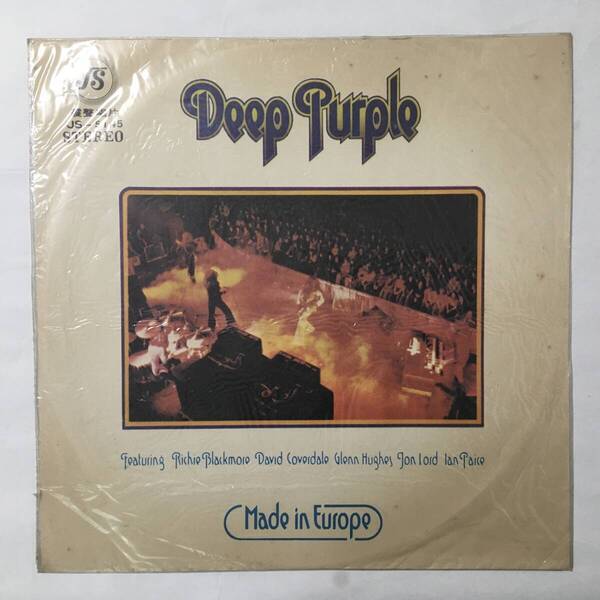 JS
Deep Purple
STEREO
Featuring Richie Blackmore David Coverdale Glenn Hughes Jon Lord Ian Paice
Made in Europe